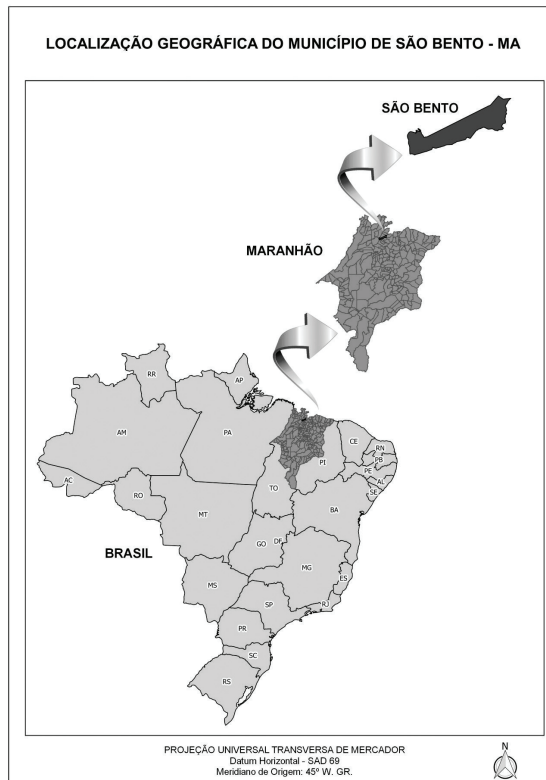 LOCALIZAÇÃO GEOGRÁFICA DO MUNICÍPIO DE SÃO BENTO - MA
SÃO BENTO
MARANHÃO
RR
AP
AM
PA
CE
RN
PB
PI
PE
AL
SE
AC
TO
RO
BA
MT
GO
DF
BRASIL
MG
MS
ES
SP
RJ
PR
SC
RS
PROJEÇÃO UNIVERSAL TRANSVERSA DE MERCADOR
Datum Horizontal - SAD 69
Meridiano de Origem: 45º W. GR.
N